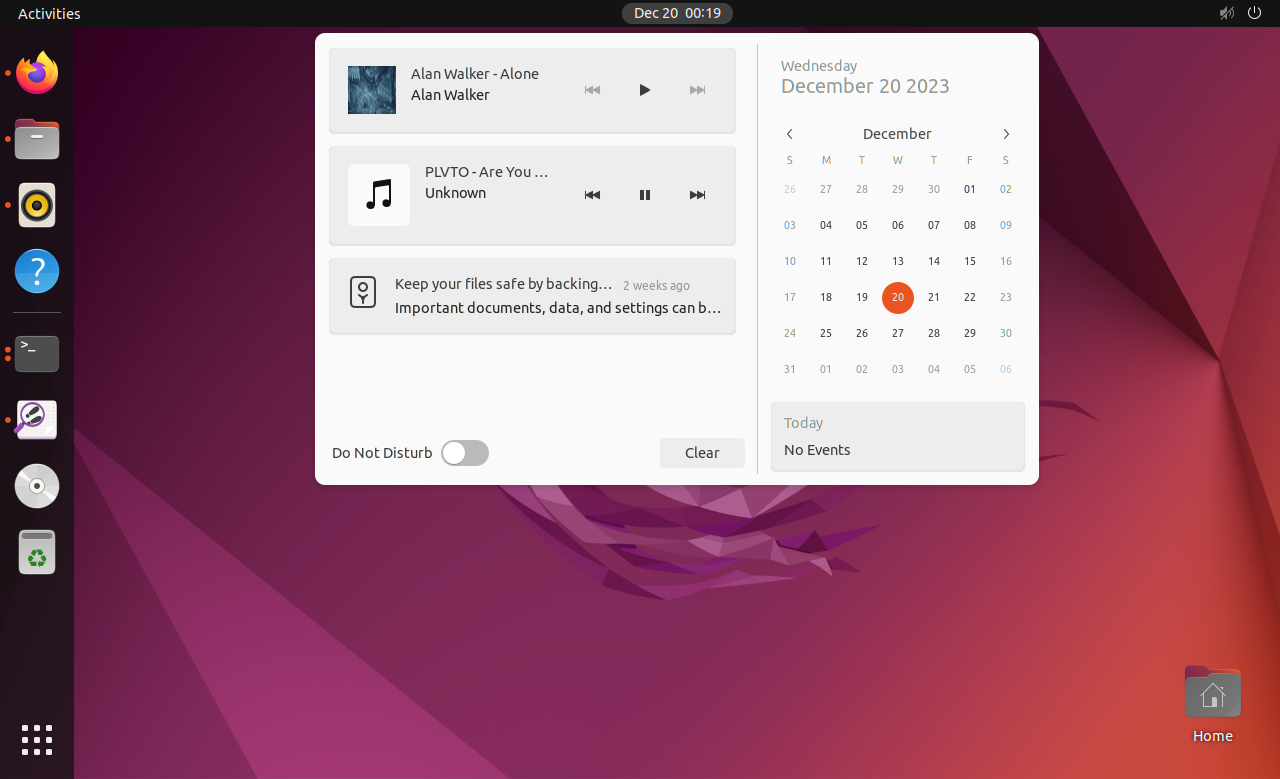 Activities
Dec 20 00:19
Alan Walker - Alone
Alan Walker
PLVTO - Are You …
Unknown
Keep your files safe by backing… 2 weeks ago
Important documents, data, and settings can b…
Do Not Disturb
Clear
Wednesday
December 20 2023
December
S M T W T F S
26 27 28 29 30 01 02
03 04 05 06 07 08 09
10 11 12 13 14 15 16
17 18 19 20 21 22 23
24 25 26 27 28 29 30
31 01 02 03 04 05 06
Today
No Events
?
>_
Home